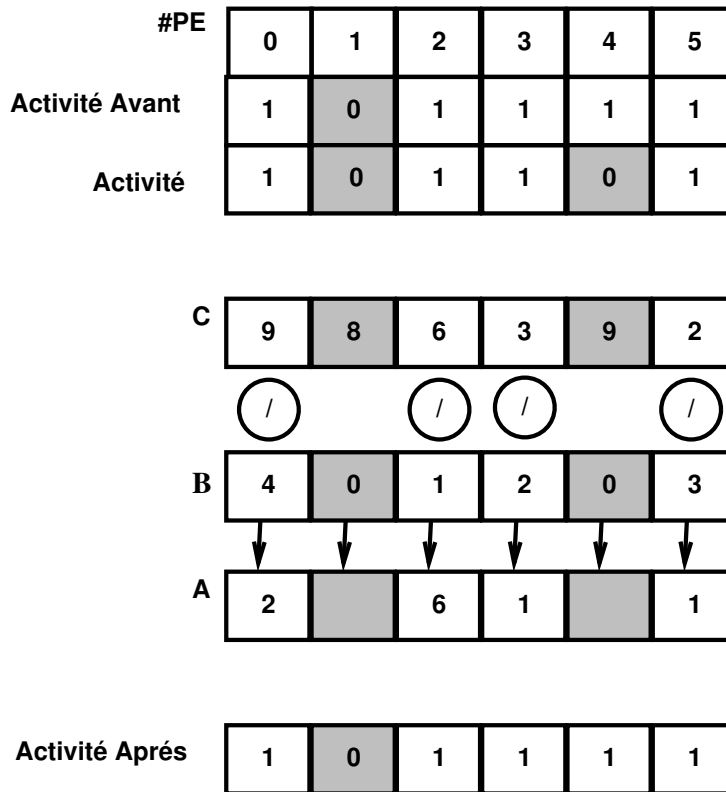 #PE 0 1 2 3 4 5
Activité Avant 1 0 1 1 1 1
Activité 1 0 1 1 0 1
C 9 8 6 3 9 2
/ / / /
B 4 0 1 2 0 3
A 2 6 1 1
Activité Aprés 1 0 1 1 1 1